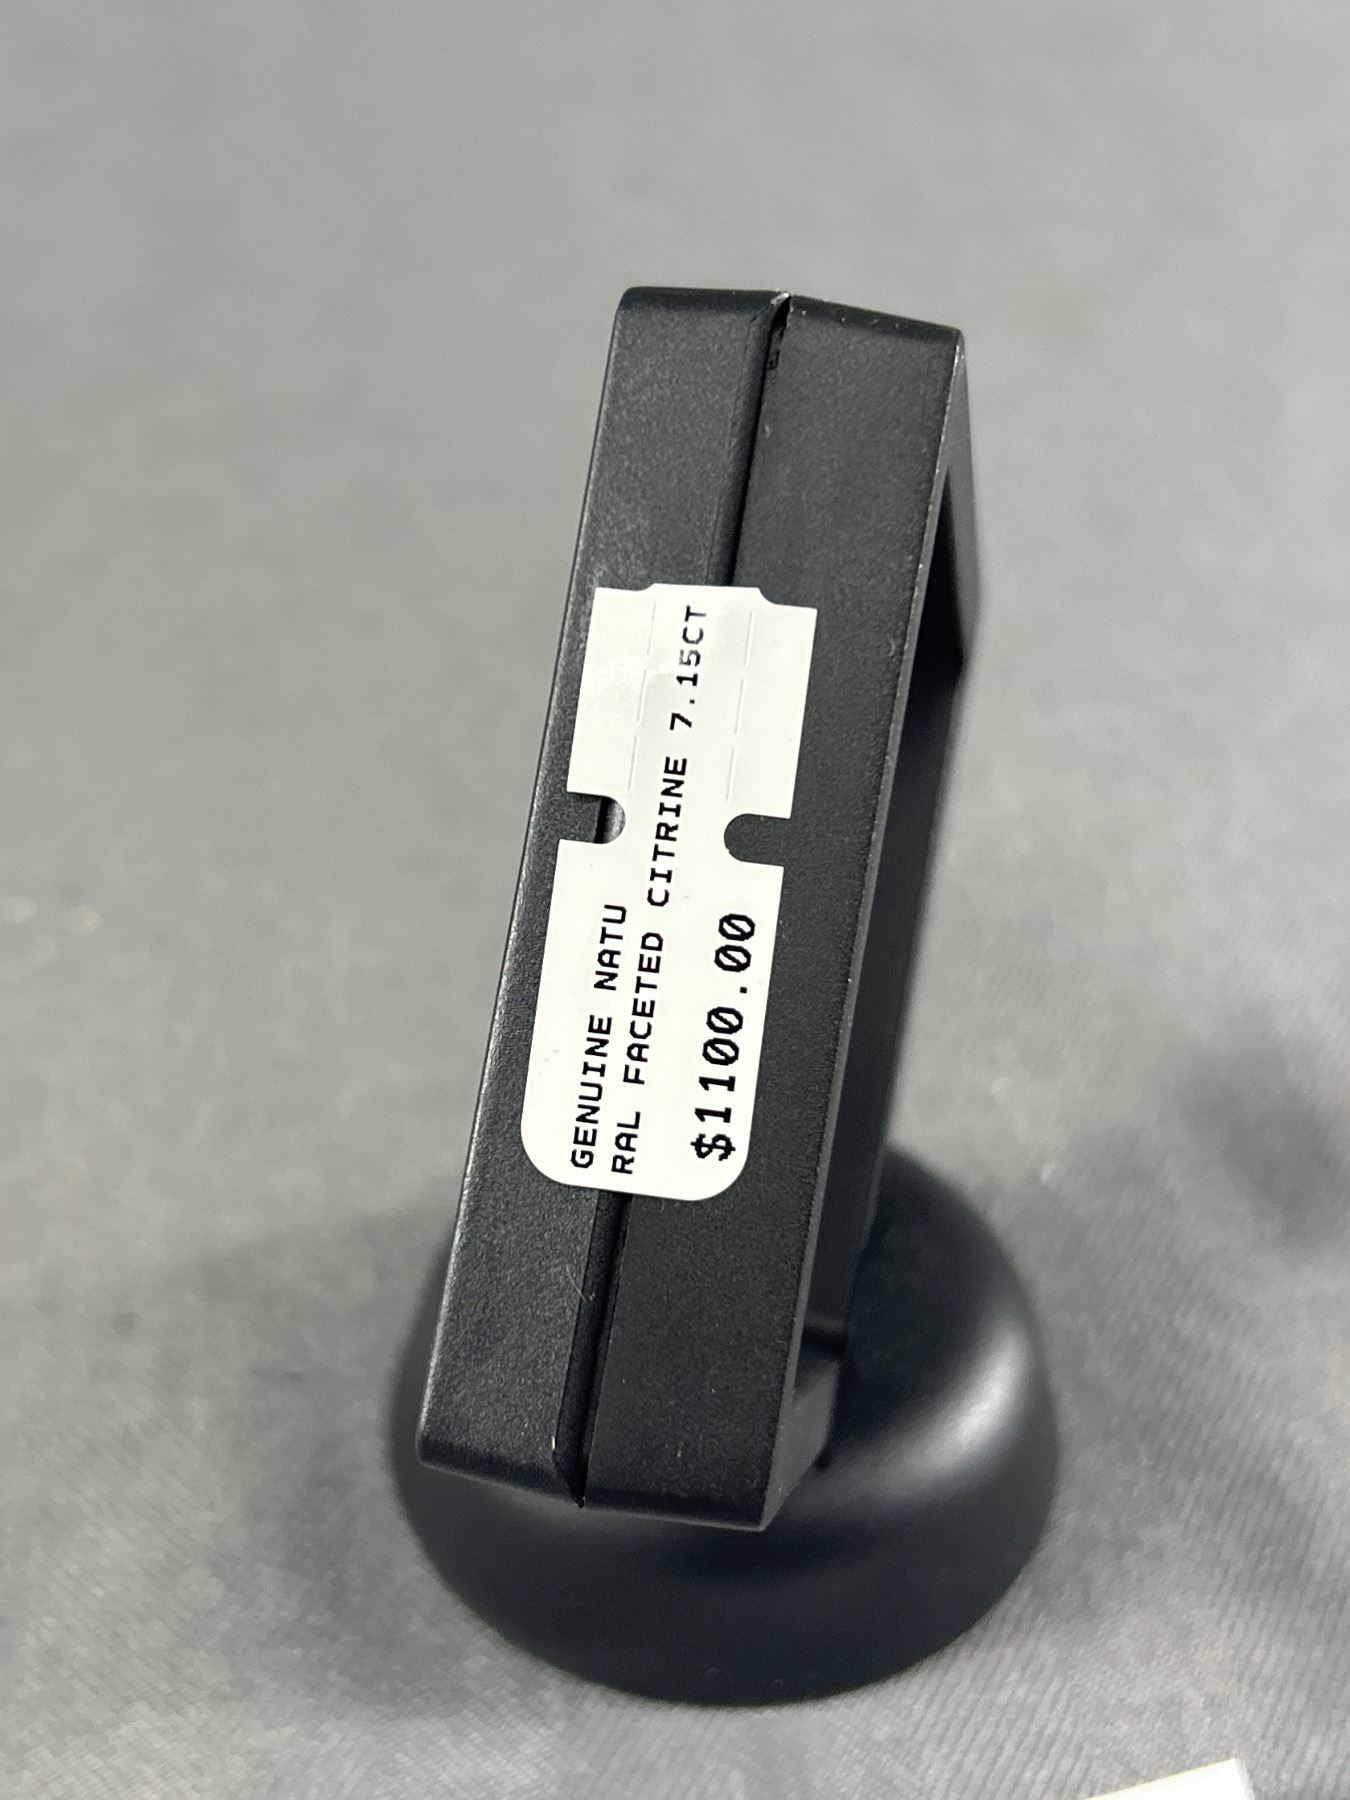 GENUINE NATU
RAL FACETED CITRINE 7.15CT
$1100.00